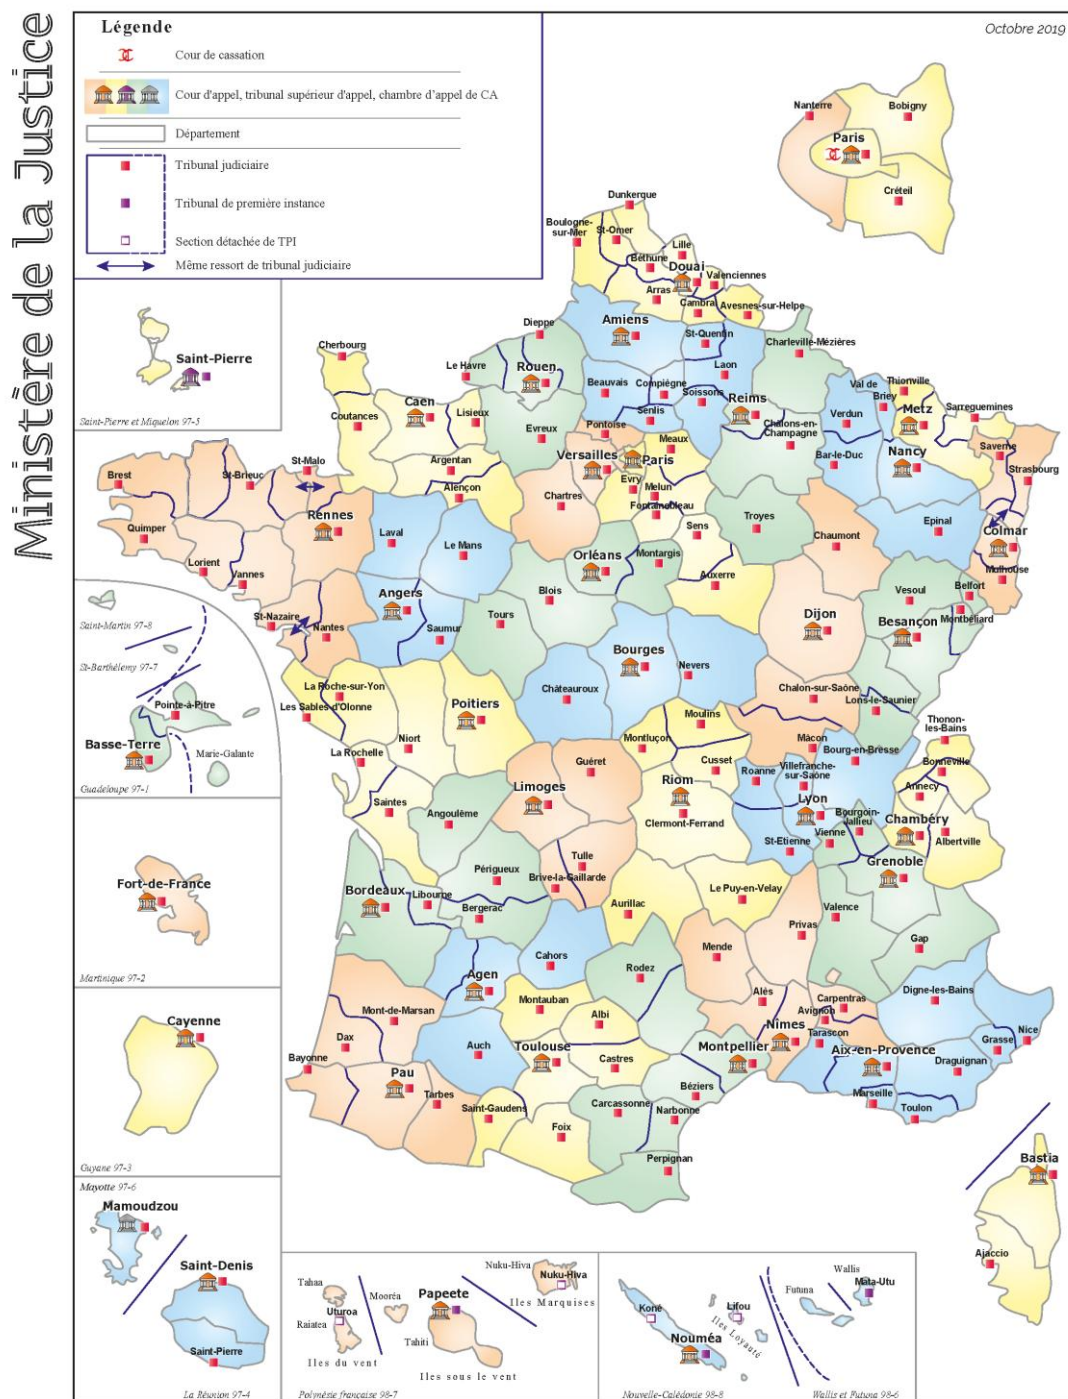 Ministère de la Justice
Légende
Octobre 2019
Cour de cassation
Cour d'appel, tribunal supérieur d'appel, chambre d'appel de CA
Département
Tribunal judiciaire
Tribunal de première instance
Section détachée de TPI
Même ressort de tribunal judiciaire
Nanterre
Bobigny
Paris
Créteil
Dunkerque
Boulogne-
sur-Mer
St-Omer
Lille
Béthune
Douai
Valenciennes
Arras
Cambrai
Avesnes-sur-Helpe
Saint-Pierre
Saint-Pierre et Miquelon 97-5
Cherbourg
Dieppe
Amiens
St-Quentin
Charleville-Mézières
Le Havre
Rouen
Laon
Beauvais
Compiègne
Soissons
Val de
Briey
Thionville
Caen
Lisieux
Coutances
Senlis
Reims
Verdun
Metz
Sarreguemines
Evreux
Pontoise
Châlons-en-
Champagne
Meaux
Saverne
Strasbourg
Versailles
Paris
Bar-le-Duc
Nancy
Argentan
Alençon
Evry
Melun
Fontainebleau
Chartres
Brest
St-Brieuc
St-Malo
Rennes
Quimper
Lorient
Vannes
Laval
Le Mans
Sens
Troyes
Chaumont
Epinal
Colmar
Mulhouse
Orléans
Montargis
Auxerre
Vesoul
Belfort
Montbéliard
St-Nazaire
Nantes
Angers
Saumur
Tours
Blois
Dijon
Besançon
Saint-Martin 97-8
St-Barthélemy 97-7
Pointe-à-Pitre
Basse-Terre
Marie-Galante
Guadeloupe 97-1
Bourges
Nevers
Châteauroux
La Roche-sur-Yon
Les Sables-d'Olonne
Poitiers
Chalon-sur-Saône
Lons-le-Saunier
Moulins
Montluçon
Mâcon
Bourg-en-Bresse
Thonon-
les-Bains
Bonneville
Annecy
La Rochelle
Niort
Guéret
Cusset
Roanne
Villefranche-
sur-Saône
Limoges
Riom
Clermont-Ferrand
Lyon
Bourgoin-
Jallieu
Chambéry
Albertville
Saintes
Angoulême
St-Etienne
Vienne
Grenoble
Tulle
Brive-la-Gaillarde
Périgueux
Bordeaux
Libourne
Bergerac
Aurillac
Le Puy-en-Velay
Valence
Privas
Gap
Fort-de-France
Martinique 97-2
Cahors
Agen
Rodez
Mende
Alès
Carpentras
Avignon
Digne-les-Bains
Mont-de-Marsan
Montauban
Albi
Nîmes
Tarascon
Nice
Grasse
Dax
Auch
Toulouse
Castres
Montpellier
Aix-en-Provence
Draguignan
Bayonne
Pau
Tarbes
Saint-Gaudens
Béziers
Marseille
Toulon
Carcassonne
Narbonne
Foix
Perpignan
Cayenne
Guyane 97-3
Bastia
Ajaccio
Mayotte 97-6
Mamoudzou
Saint-Denis
Saint-Pierre
La Réunion 97-4
Tahaa
Uturoa
Raiatea
Iles du vent
Mooréa
Papeete
Tahiti
Iles sous le vent
Nuku-Hiva
Nuku-Hiva
Iles Marquises
Polynésie française 98-7
Koné
Lifou
Iles Loyauté
Nouméa
Nouvelle-Calédonie 98-8
Wallis
Futuna
Mata-Utu
Wallis et Futuna 98-6